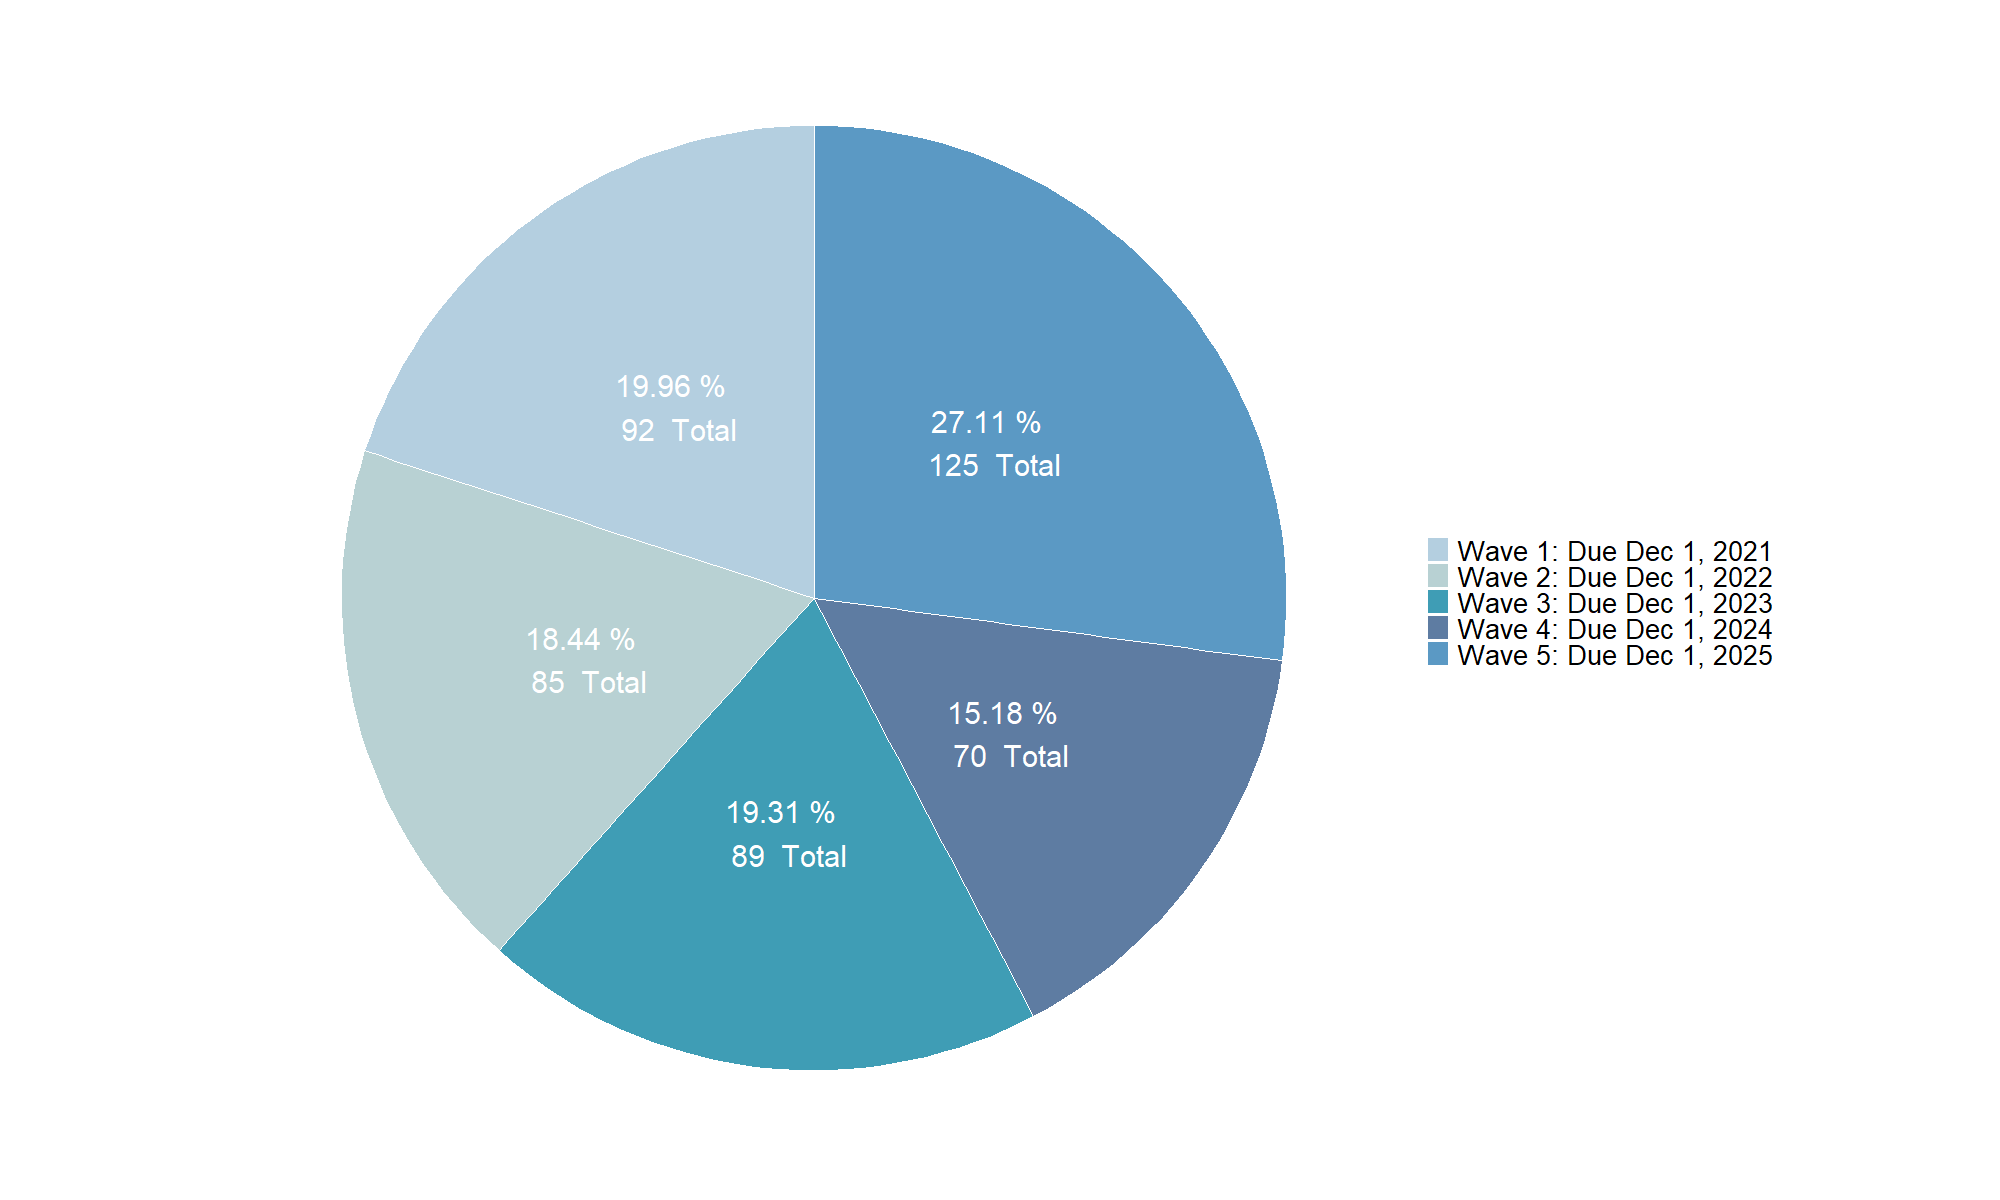 19.96 %
92  Total
27.11 %
125  Total
18.44 %
85  Total
15.18 %
70  Total
19.31 %
89  Total
Wave 1: Due Dec 1, 2021
Wave 2: Due Dec 1, 2022
Wave 3: Due Dec 1, 2023
Wave 4: Due Dec 1, 2024
Wave 5: Due Dec 1, 2025